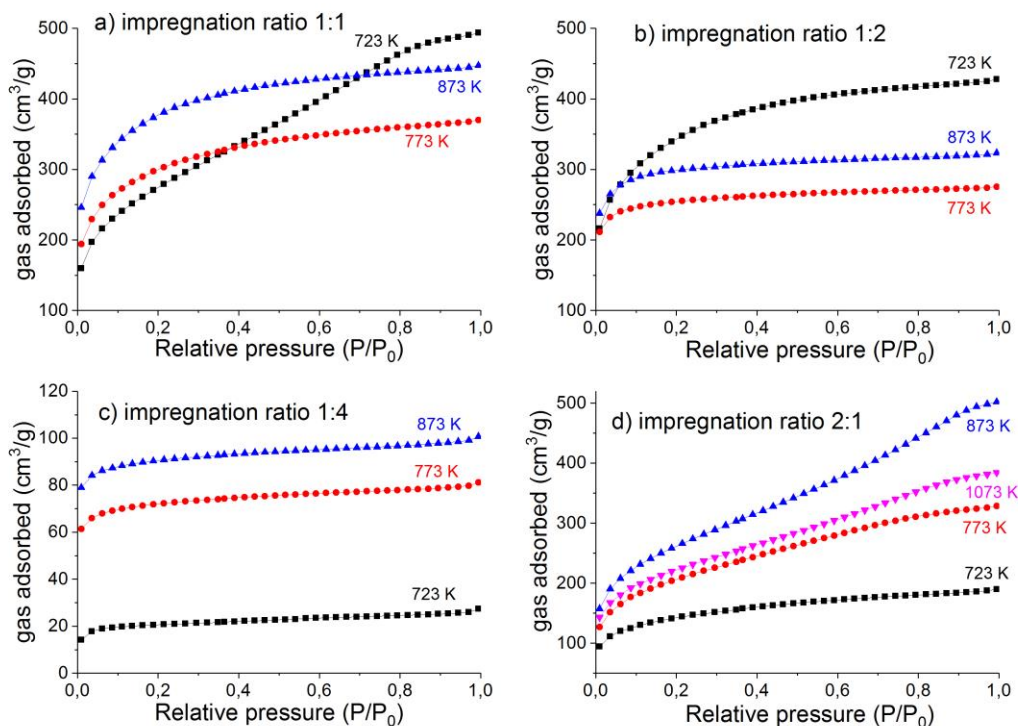 a) impregnation ratio 1:1
723 K
873 K
773 K
gas adsorbed (cm³/g)
500
400
300
200
100
0,0 0,2 0,4 0,6 0,8 1,0
Relative pressure (P/P₀)
b) impregnation ratio 1:2
723 K
873 K
773 K
gas adsorbed (cm³/g)
500
400
300
200
100
0,0 0,2 0,4 0,6 0,8 1,0
Relative pressure (P/P₀)
c) impregnation ratio 1:4
873 K
773 K
723 K
gas adsorbed (cm³/g)
120
100
80
60
40
20
0
0,0 0,2 0,4 0,6 0,8 1,0
Relative pressure (P/P₀)
d) impregnation ratio 2:1
873 K
1073 K
773 K
723 K
gas adsorbed (cm³/g)
500
400
300
200
100
0,0 0,2 0,4 0,6 0,8 1,0
Relative pressure (P/P₀)